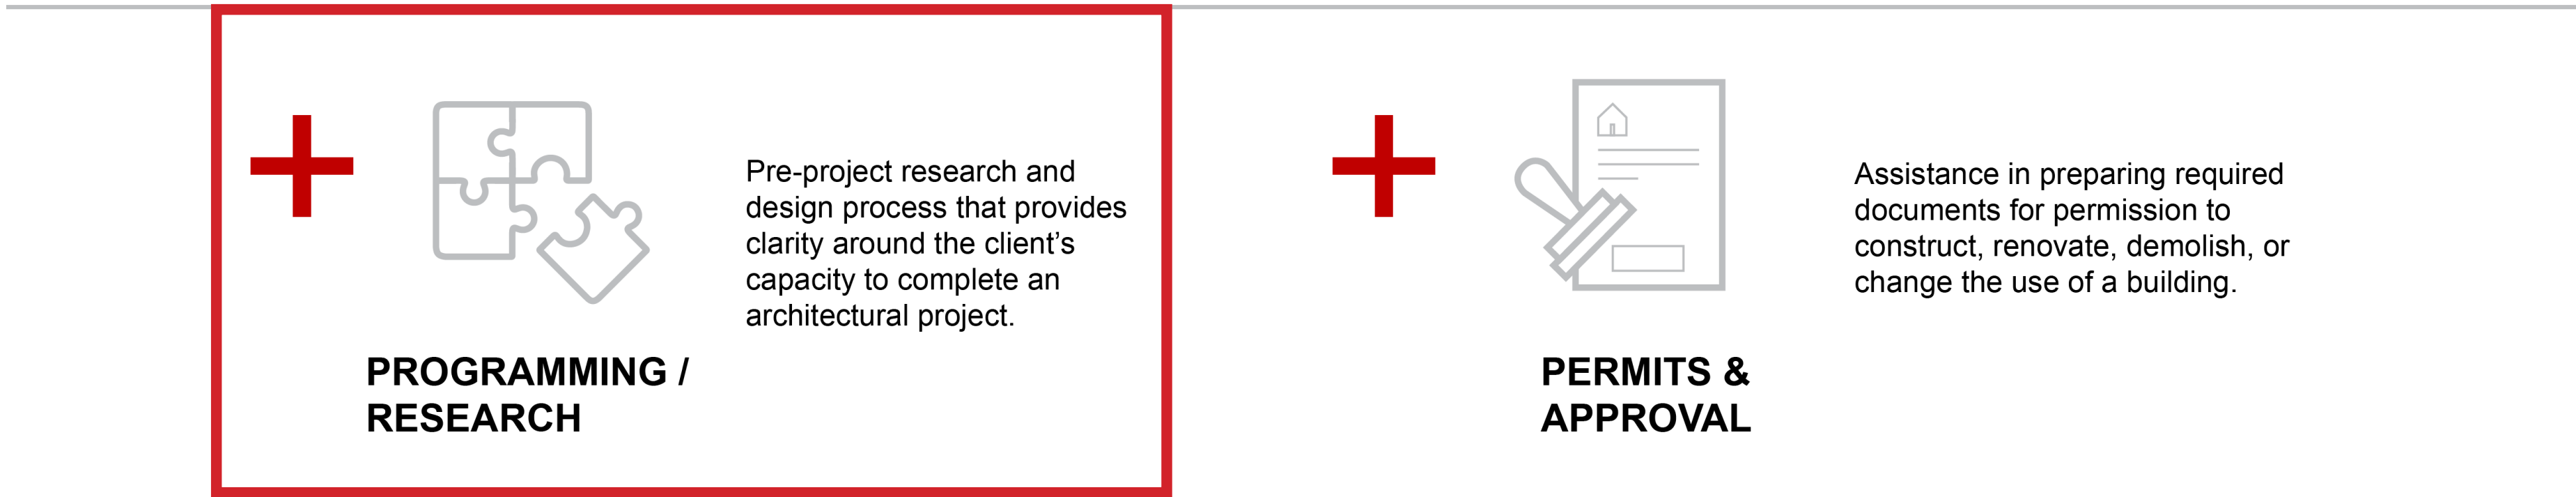 Pre-project research and
design process that provides
clarity around the client’s
capacity to complete an
architectural project.
PROGRAMMING /
RESEARCH
Assistance in preparing required
documents for permission to
construct, renovate, demolish, or
change the use of a building.
PERMITS &
APPROVAL